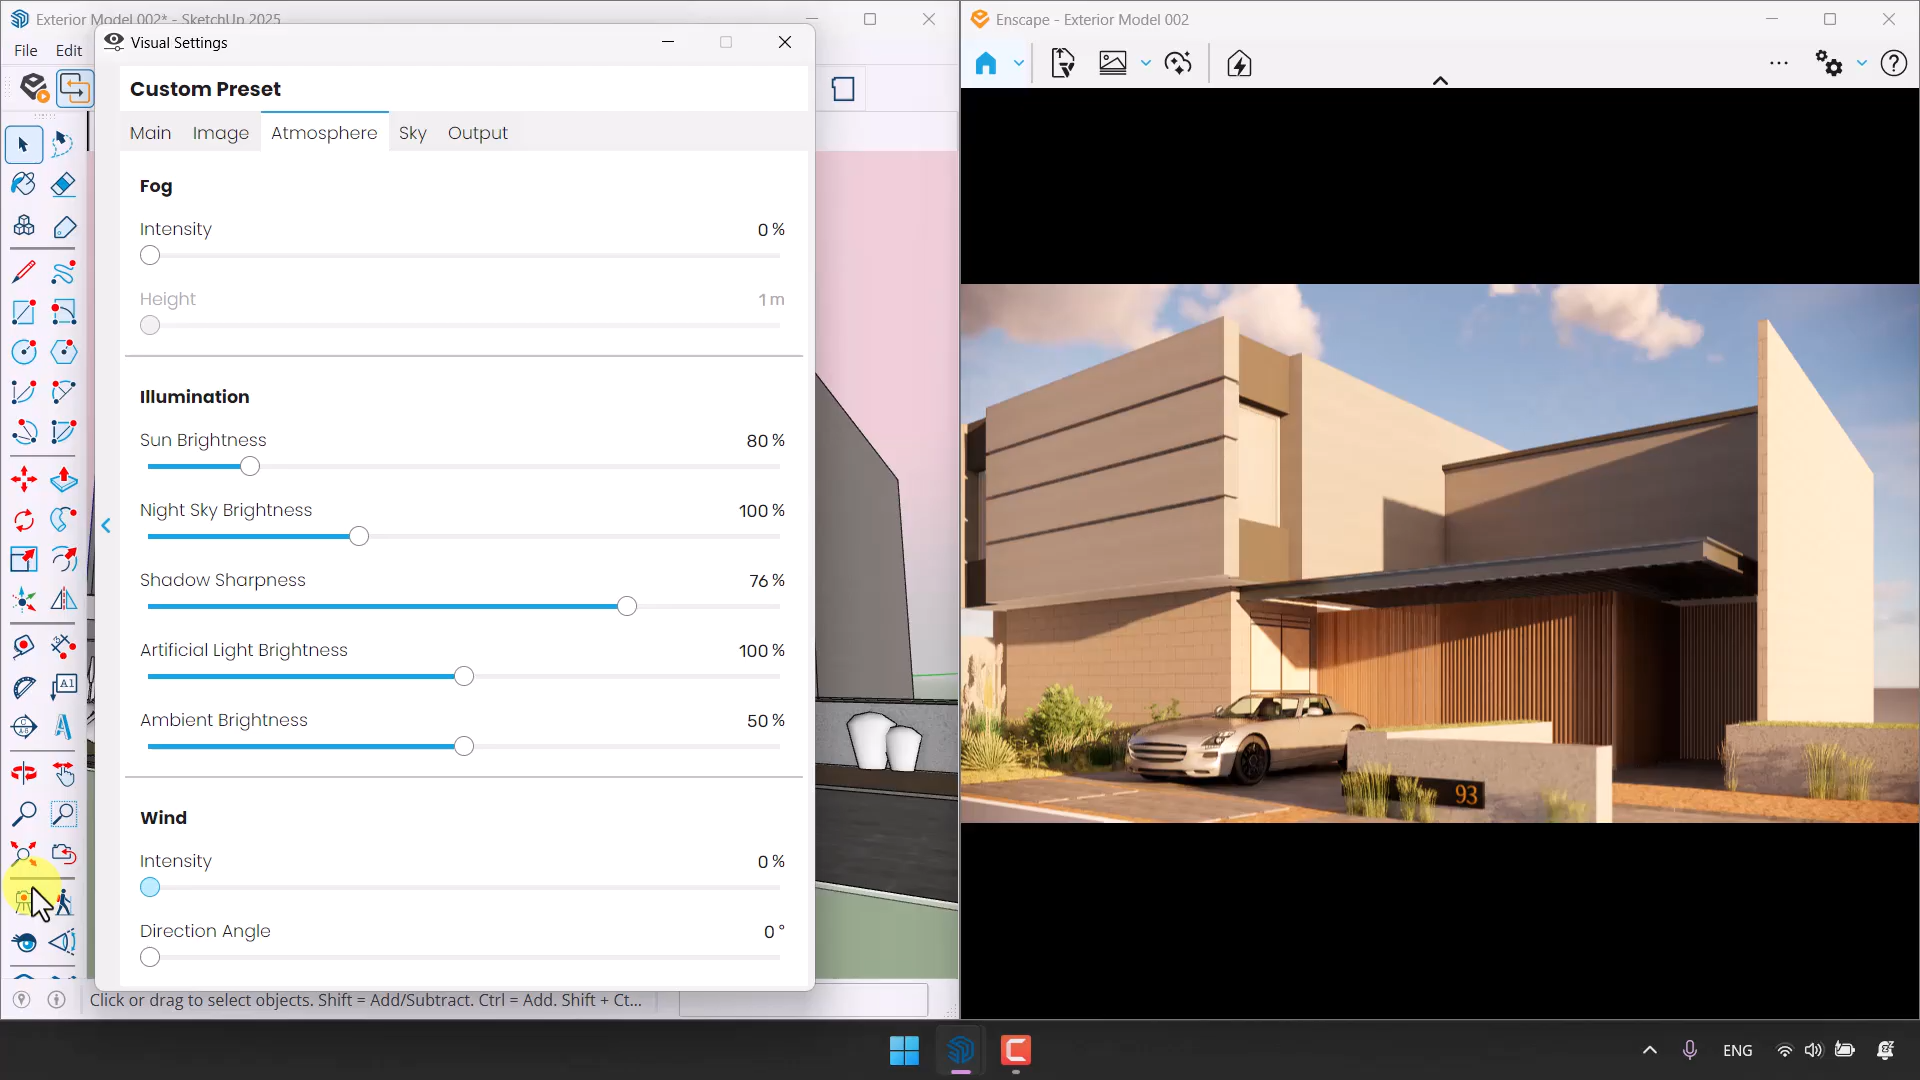 Exterior Model 002* - SketchUp 2025
File Edit
Visual Settings
Custom Preset
Main Image Atmosphere Sky Output
Fog
Intensity 0 %
Height 1 m
Illumination
Sun Brightness 80 %
Night Sky Brightness 100 %
Shadow Sharpness 76 %
Artificial Light Brightness 100 %
Ambient Brightness 50 %
Wind
Intensity 0 %
Direction Angle 0 °
Click or drag to select objects. Shift = Add/Subtract. Ctrl = Add. Shift + Ct...
Enscape - Exterior Model 002
93
ENG